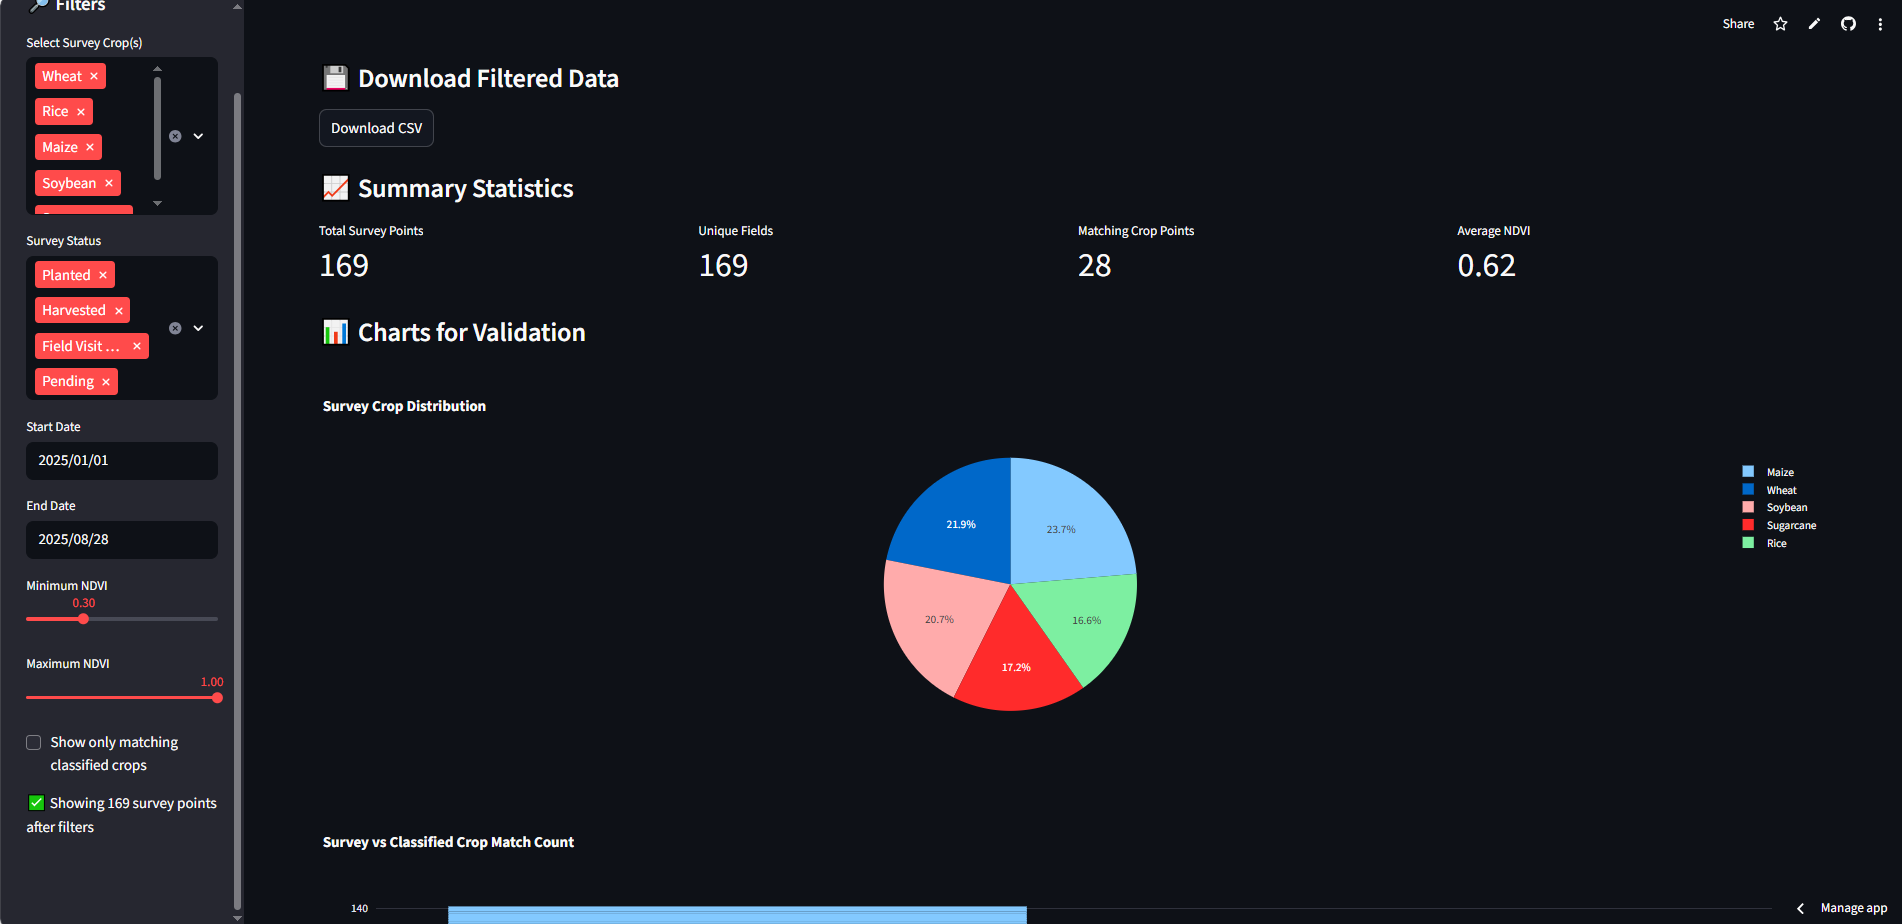 Filters
Select Survey Crop(s)
Wheat ×
Rice ×
Maize ×
Soybean ×
Survey Status
Planted ×
Harvested ×
Field Visit ... ×
Pending ×
Start Date
2025/01/01
End Date
2025/08/28
Minimum NDVI
0.30
Maximum NDVI
1.00
Show only matching
classified crops
Showing 169 survey points
after filters
Share
Download Filtered Data
Download CSV
Summary Statistics
Total Survey Points
169
Unique Fields
169
Matching Crop Points
28
Average NDVI
0.62
Charts for Validation
Survey Crop Distribution
21.9%
23.7%
20.7%
16.6%
17.2%
Maize
Wheat
Soybean
Sugarcane
Rice
Survey vs Classified Crop Match Count
140
Manage app